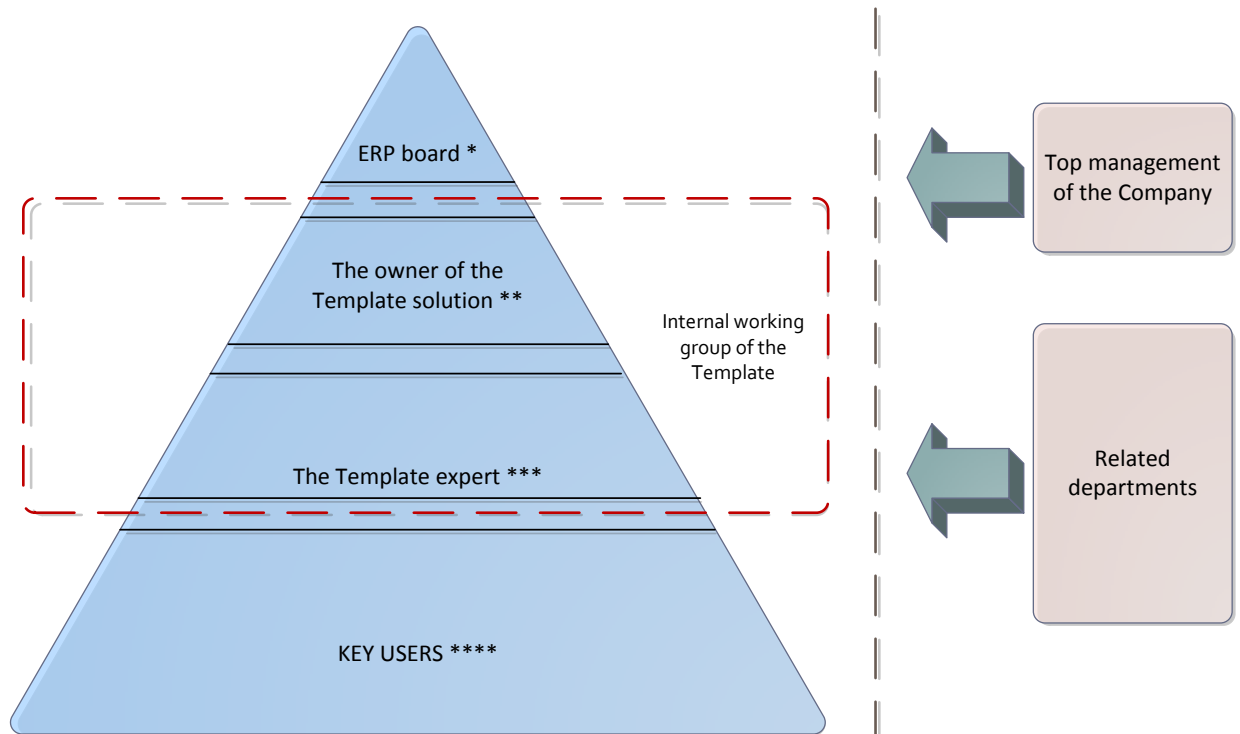 ERP board *
The owner of the
Template solution **
Internal working
group of the
Template
The Template expert ***
KEY USERS ****
Top management
of the Company
Related
departments